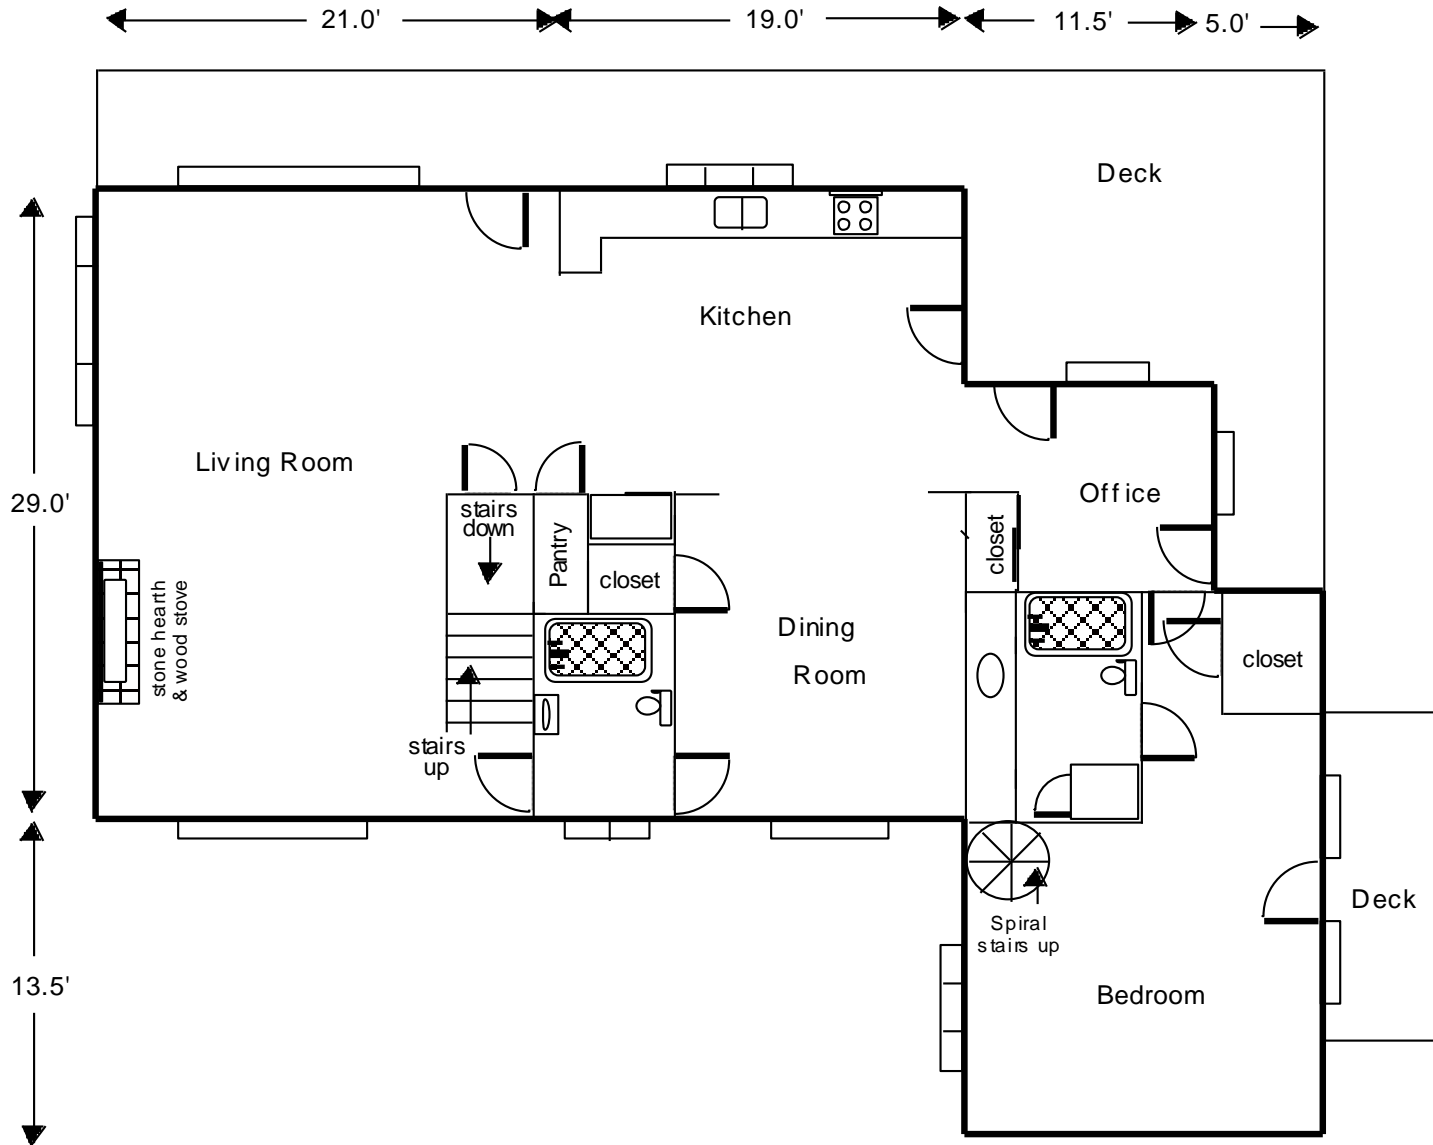 21.0'
19.0'
11.5'
5.0'
Deck
Kitchen
Living Room
Office
29.0'
stairs
down
Pantry
closet
closet
stone hearth
& wood stove
Dining
Room
closet
stairs
up
Deck
Spiral
stairs up
13.5'
Bedroom